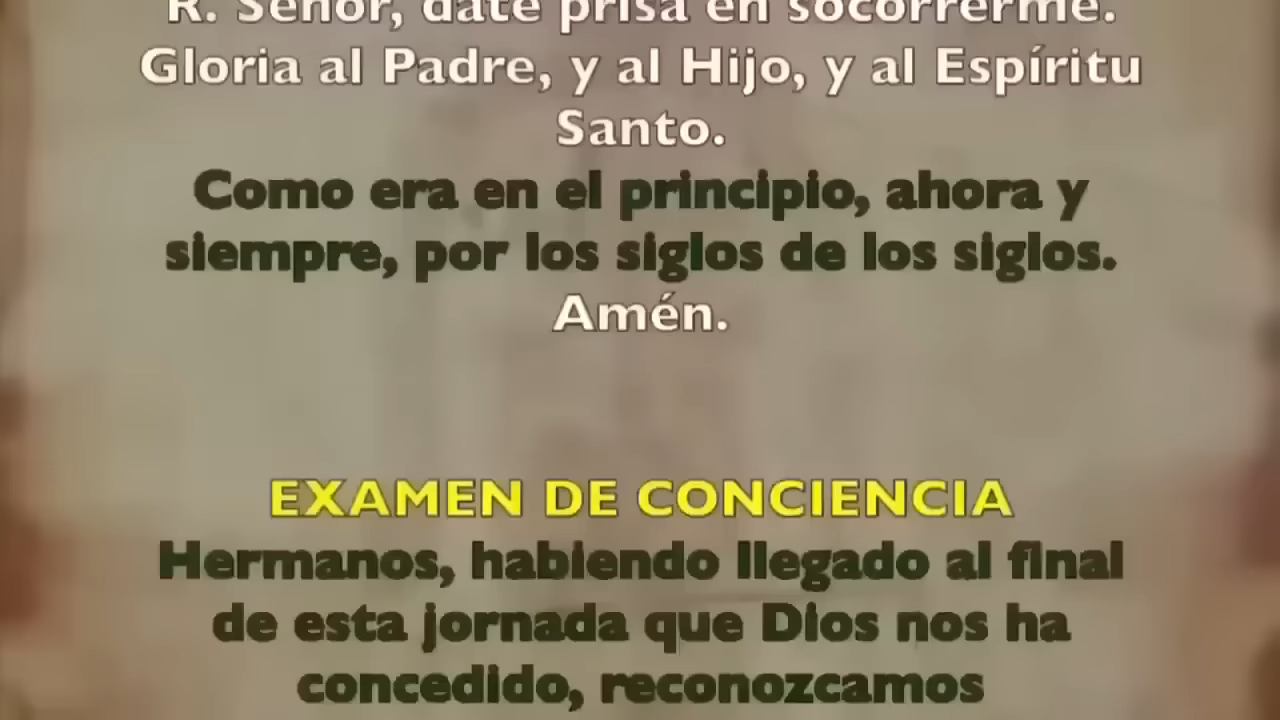 R. Señor, date prisa en socorrerme.
Gloria al Padre, y al Hijo, y al Espíritu
Santo.
Como era en el principio, ahora y
siempre, por los siglos de los siglos.
Amén.
EXAMEN DE CONCIENCIA
Hermanos, habiendo llegado al final
de esta jornada que Dios nos ha
concedido, reconozcamos